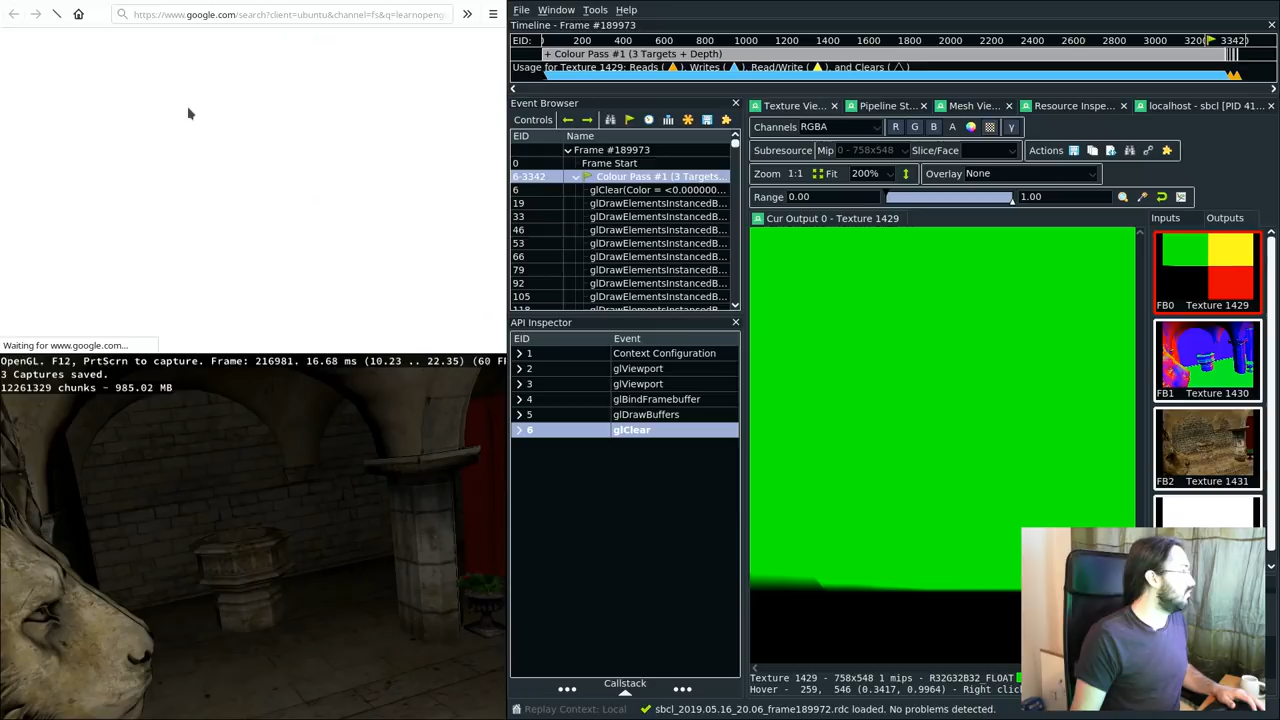 https://www.google.com/search?client=ubuntu&channel=fs&q=learnopeng
Waiting for www.google.com...
OpenGL. F12, PrtScrn to capture. Frame: 216981. 16.68 ms (10.23 .. 22.35) (60 F
3 Captures saved.
12261329 chunks - 985.02 MB
File Window Tools Help
Timeline - Frame #189973
EID: 0 200 400 600 800 1000 1200 1400 1600 1800 2000 2200 2400 2600 2800 3000 3200 3342
+ Colour Pass #1 (3 Targets + Depth)
Usage for Texture 1429: Reads ( ), Writes ( ), Read/Write ( ), and Clears ( )
Event Browser
Controls
EID Name
Frame #189973
0 Frame Start
6-3342 Colour Pass #1 (3 Targets...
6 glClear(Color = <0.000000...
19 glDrawElementsInstancedB...
33 glDrawElementsInstancedB...
46 glDrawElementsInstancedB...
53 glDrawElementsInstancedB...
66 glDrawElementsInstancedB...
79 glDrawElementsInstancedB...
92 glDrawElementsInstancedB...
105 glDrawElementsInstancedB...
118 glDrawElementsInstancedB...
API Inspector
EID Event
1 Context Configuration
2 glViewport
3 glViewport
4 glBindFramebuffer
5 glDrawBuffers
6 glClear
Callstack
Texture Vie... Pipeline St... Mesh Vie... Resource Inspe... localhost - sbcl [PID 41...
Channels RGBA R G B A γ
Subresource Mip 0 - 758x548 Slice/Face Actions
Zoom 1:1 Fit 200% Overlay None
Range 0.00 1.00
Cur Output 0 - Texture 1429
Inputs Outputs
FB0 Texture 1429
FB1 Texture 1430
FB2 Texture 1431
Texture 1429 - 758x548 1 mips - R32G32B32_FLOAT
Hover - 259, 546 (0.3417, 0.9964) - Right clic
Replay Context: Local sbcl_2019.05.16_20.06_frame189972.rdc loaded. No problems detected.